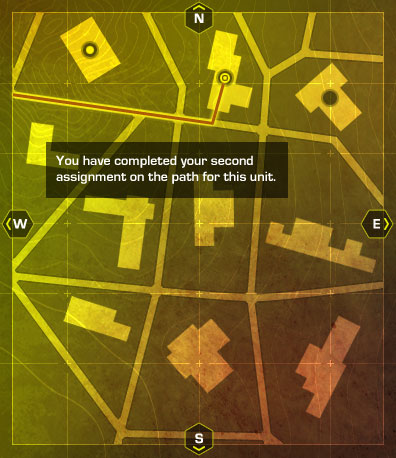 N
You have completed your second
assignment on the path for this unit.
W
E
S